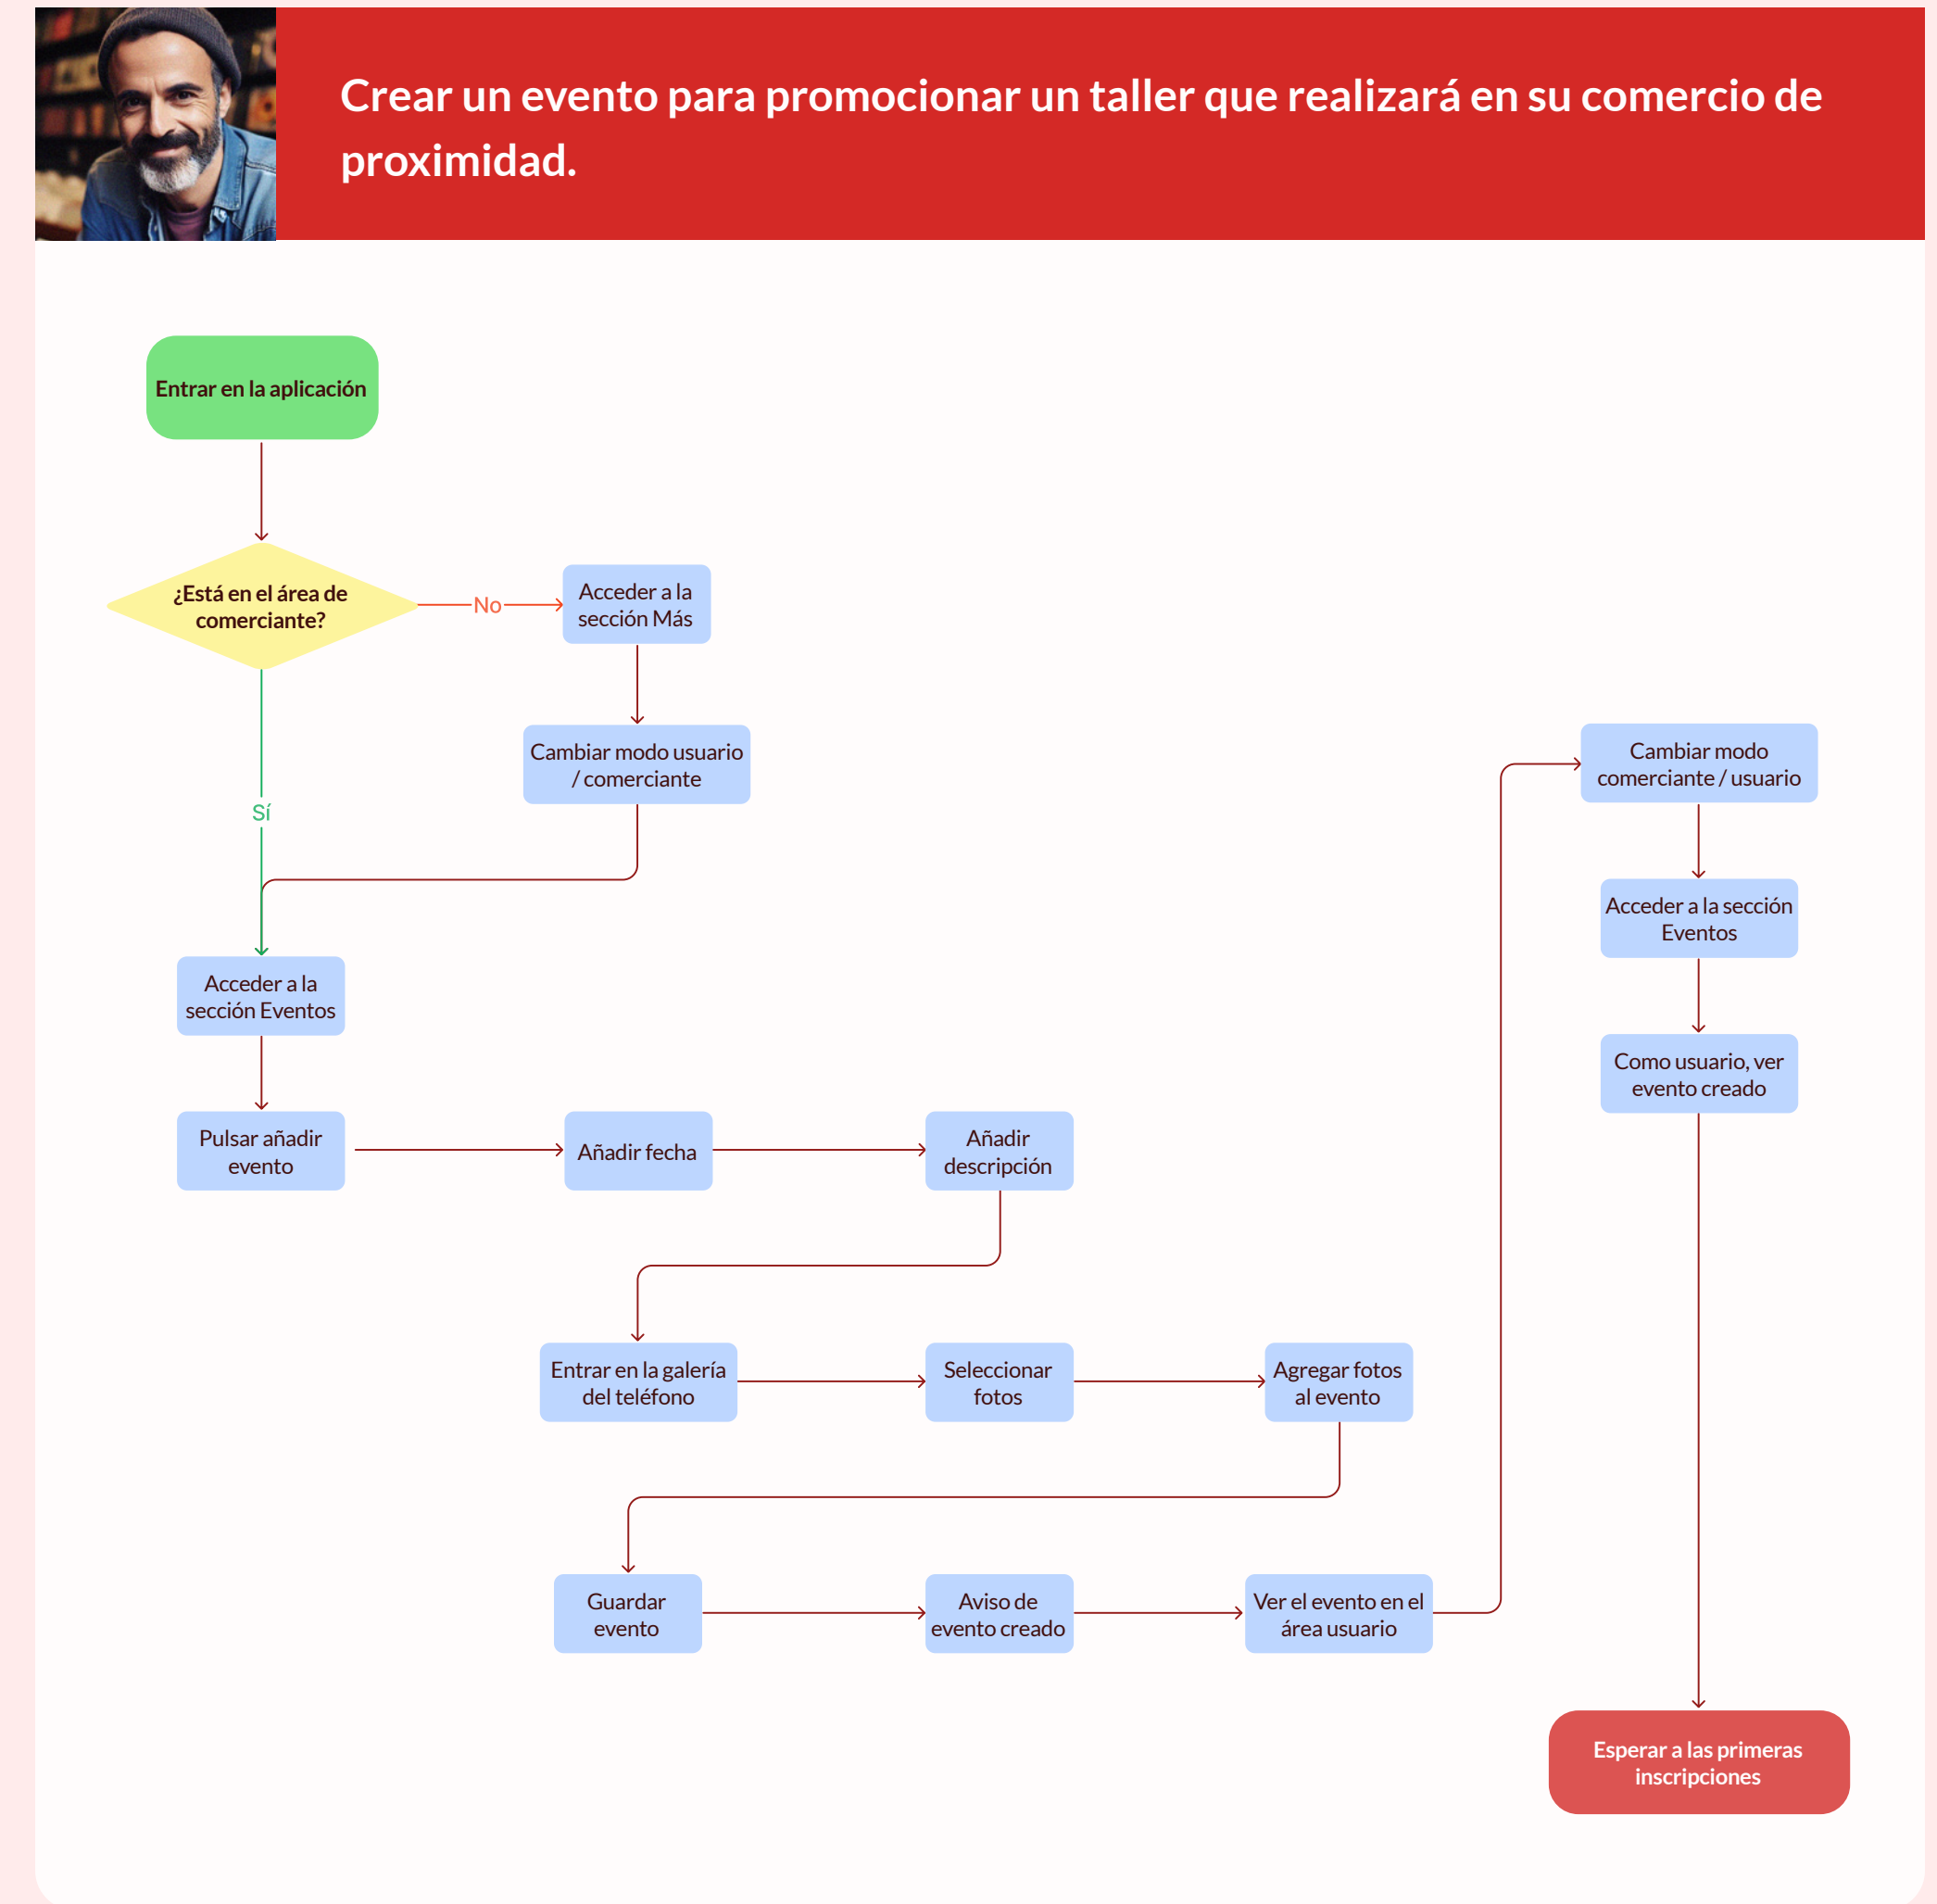 Crear un evento para promocionar un taller que realizará en su comercio de
proximidad.
Entrar en la aplicación
¿Está en el área de
comerciante?
No
Acceder a la
sección Más
Cambiar modo usuario
/ comerciante
Sí
Acceder a la
sección Eventos
Pulsar añadir
evento
Añadir fecha
Añadir
descripción
Entrar en la galería
del teléfono
Seleccionar
fotos
Agregar fotos
al evento
Guardar
evento
Aviso de
evento creado
Ver el evento en el
área usuario
Cambiar modo
comerciante / usuario
Acceder a la sección
Eventos
Como usuario, ver
evento creado
Esperar a las primeras
inscripciones